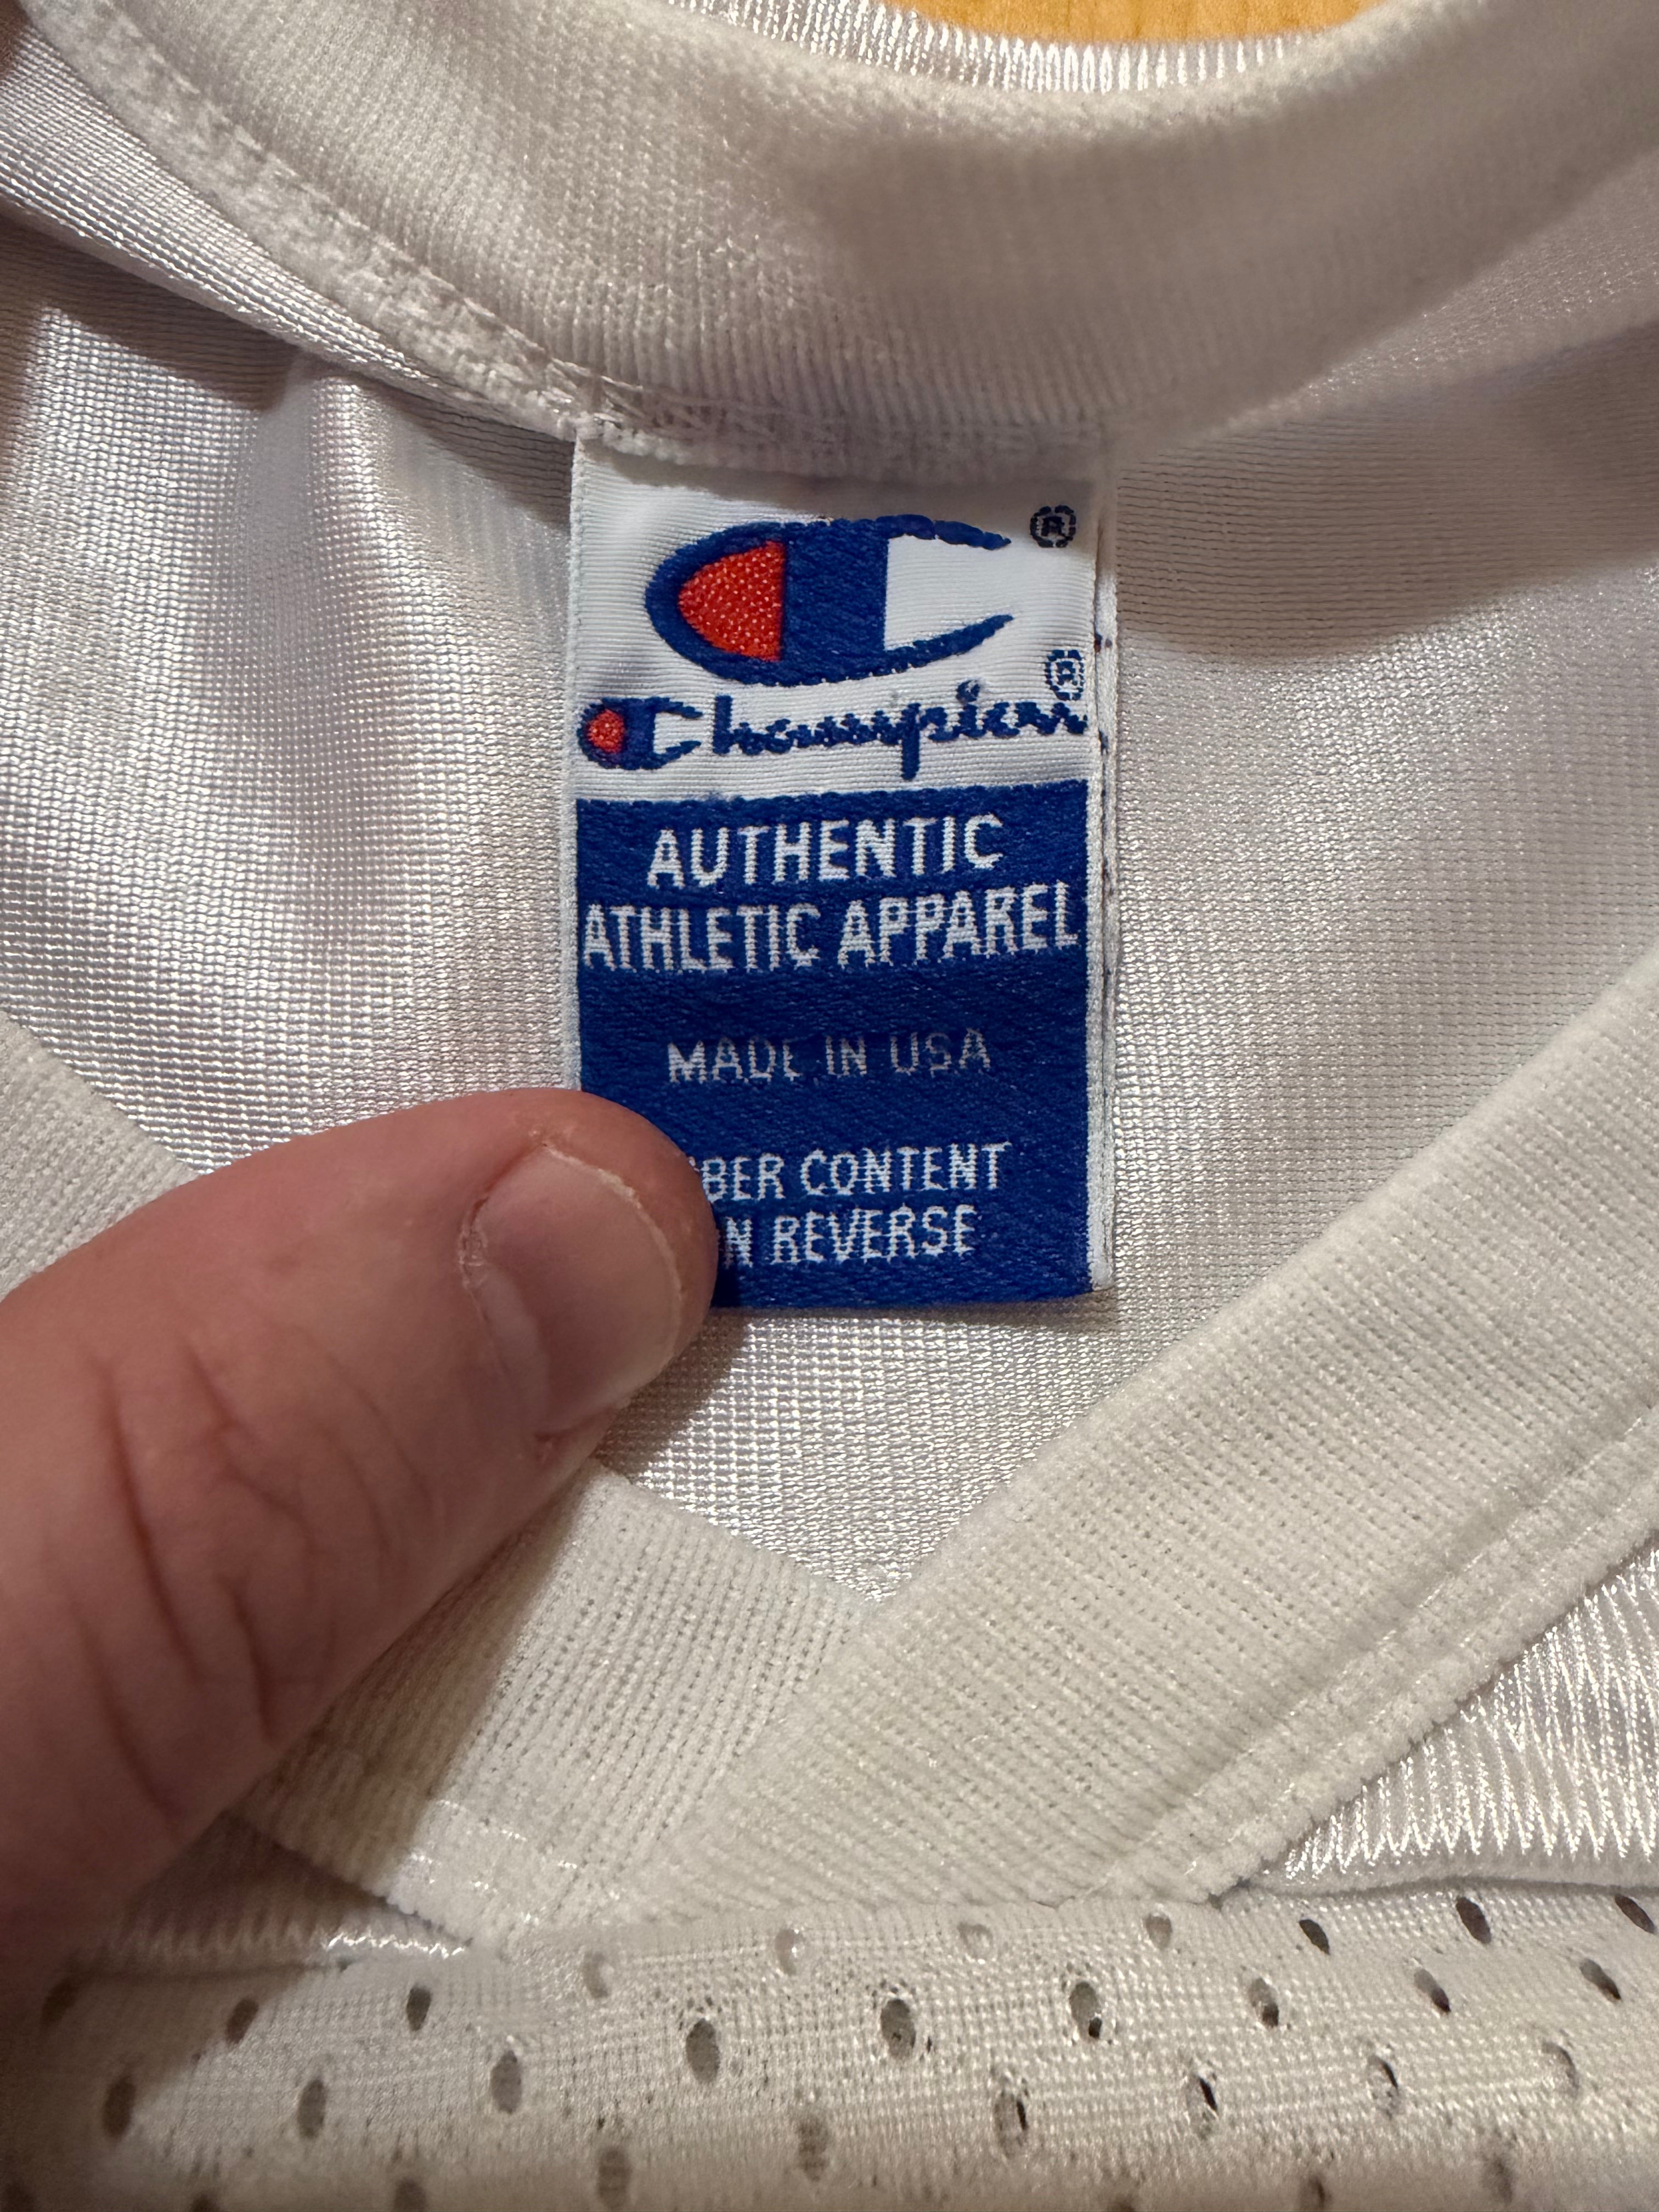 ®
Champion®
AUTHENTIC
ATHLETIC APPAREL
MADE IN USA
BER CONTENT
N REVERSE